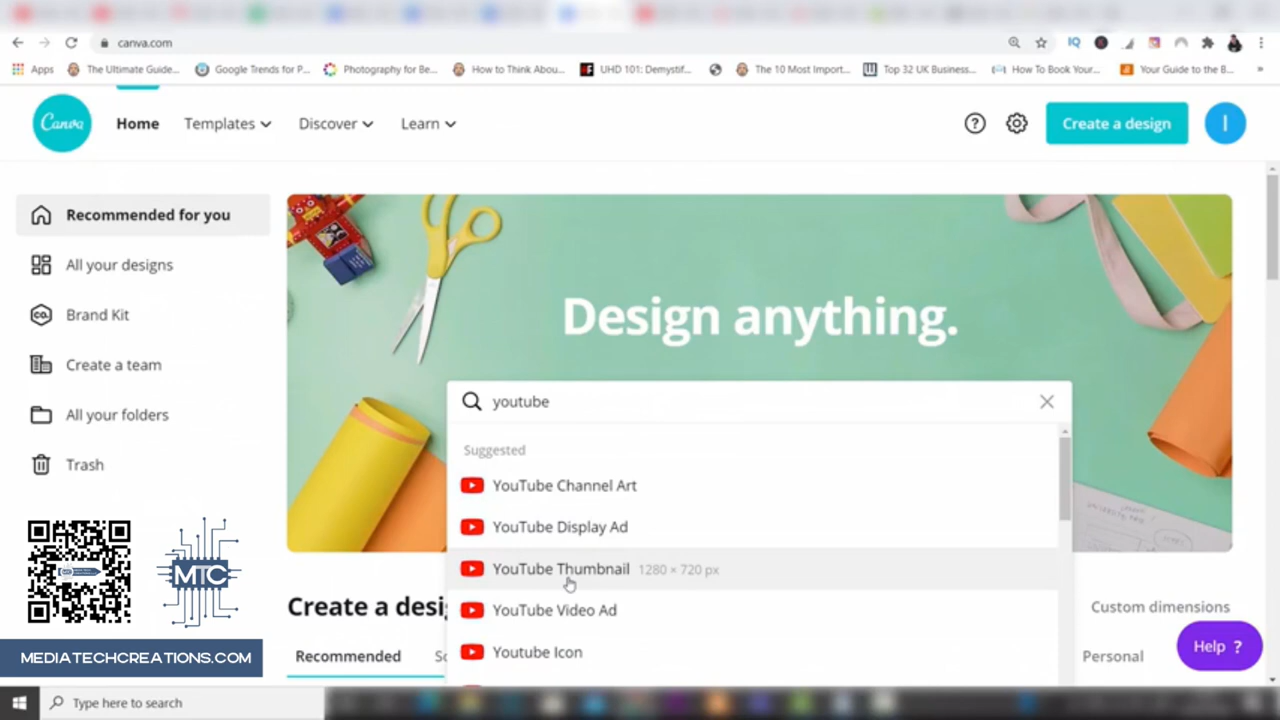 canva.com
Apps
The Ultimate Guide...
Google Trends for P...
Photography for Be...
How to Think Abou...
UHD 101: Demystif...
The 10 Most Import...
Top 32 UK Business...
How To Book Your...
Your Guide to the B...
»
Canva
Home
Templates
Discover
Learn
?
Create a design
I
Recommended for you
All your designs
Brand Kit
Create a team
All your folders
Trash
Design anything.
youtube
Suggested
YouTube Channel Art
YouTube Display Ad
YouTube Thumbnail 1280 × 720 px
YouTube Video Ad
Youtube Icon
Create a desi
Custom dimensions
Recommended
Personal
Help ?
MTC
MEDIATECHCREATIONS.COM
Type here to search